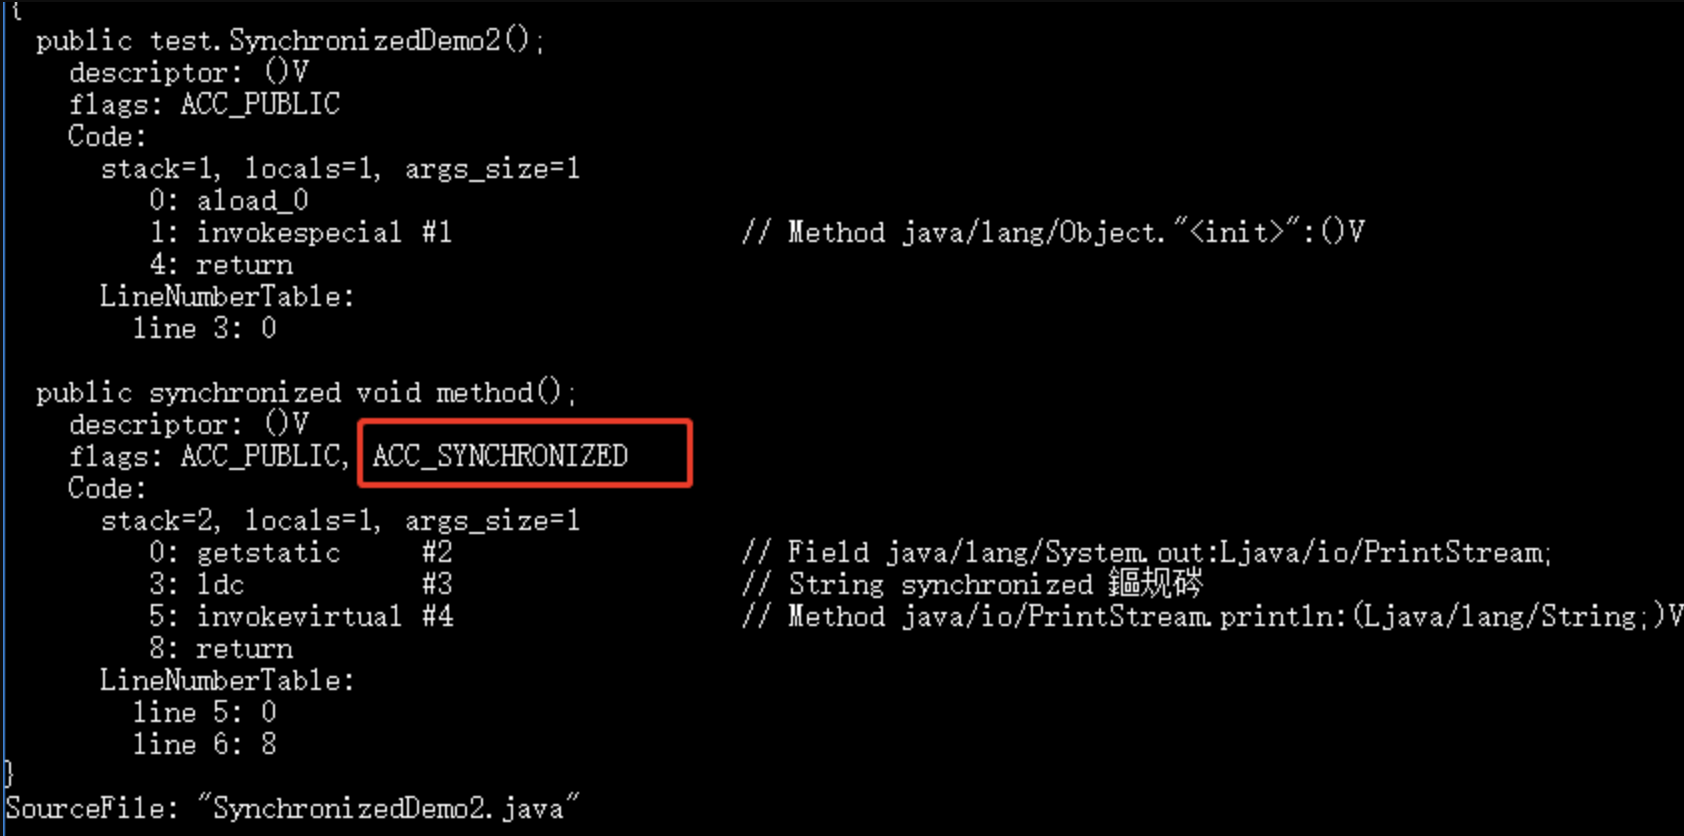 {
public test.SynchronizedDemo2();
descriptor: ()V
flags: ACC_PUBLIC
Code:
stack=1, locals=1, args_size=1
0: aload_0
1: invokespecial #1 // Method java/lang/Object."<init>":()V
4: return
LineNumberTable:
line 3: 0
public synchronized void method();
descriptor: ()V
flags: ACC_PUBLIC, ACC_SYNCHRONIZED
Code:
stack=2, locals=1, args_size=1
0: getstatic #2 // Field java/lang/System.out:Ljava/io/PrintStream;
3: ldc #3 // String synchronized 鏂规硶
5: invokevirtual #4 // Method java/io/PrintStream.println:(Ljava/lang/String;)V
8: return
LineNumberTable:
line 5: 0
line 6: 8
}
SourceFile: "SynchronizedDemo2.java"